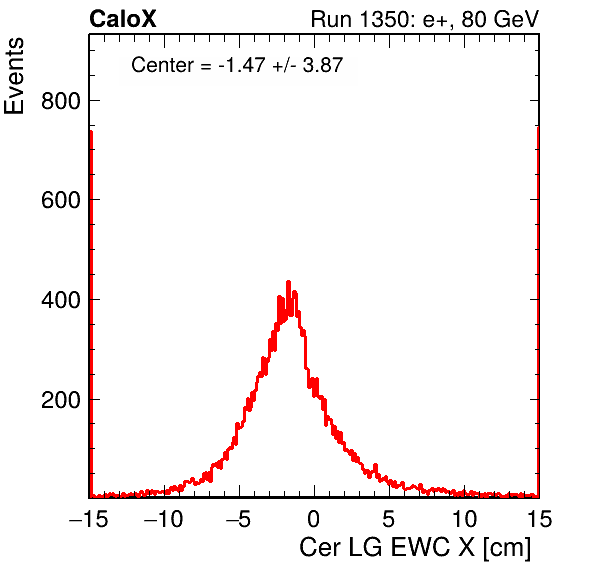 CaloX Run 1350: e+, 80 GeV
Events
Center = -1.47 +/- 3.87
800
600
400
200
−15 −10 −5 0 5 10 15
Cer LG EWC X [cm]